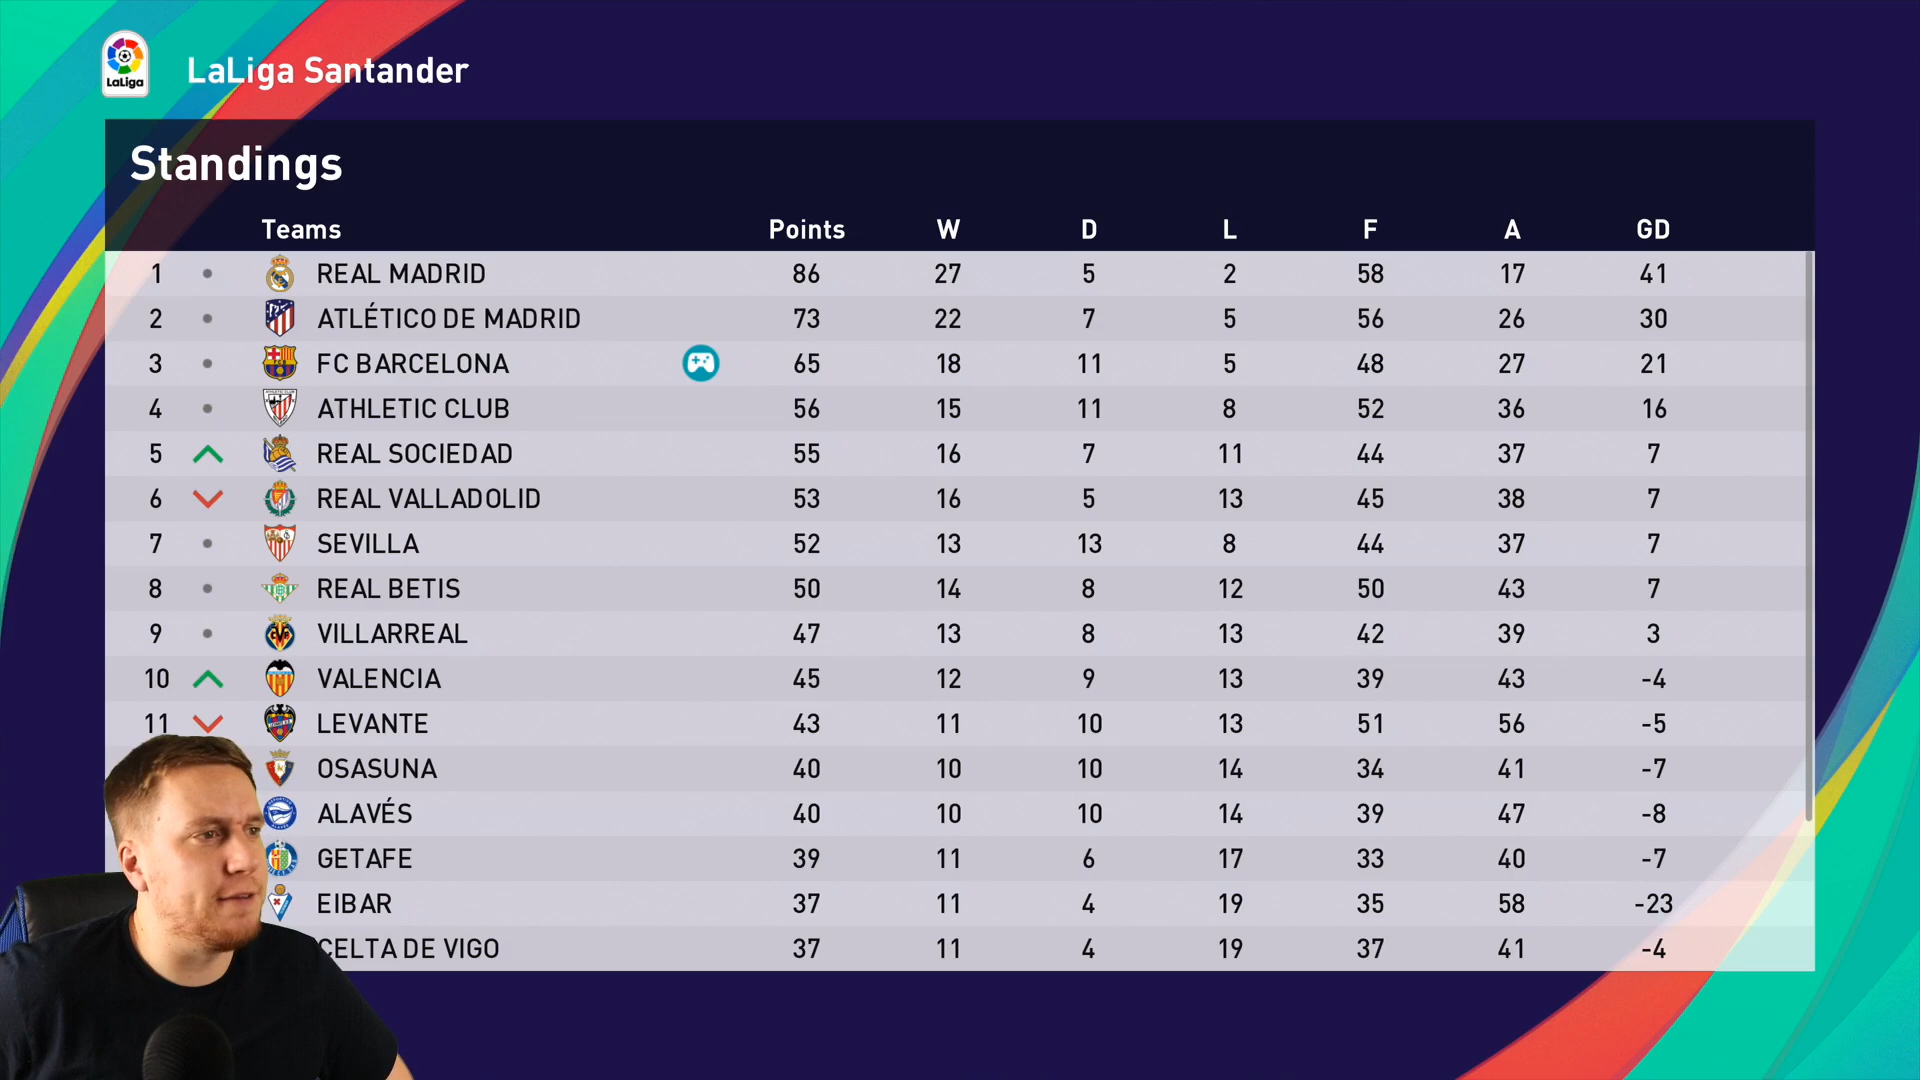 LaLiga
LaLiga Santander
Standings
Teams Points W D L F A GD
1 REAL MADRID 86 27 5 2 58 17 41
2 ATLÉTICO DE MADRID 73 22 7 5 56 26 30
3 FC BARCELONA 65 18 11 5 48 27 21
4 ATHLETIC CLUB 56 15 11 8 52 36 16
5 REAL SOCIEDAD 55 16 7 11 44 37 7
6 REAL VALLADOLID 53 16 5 13 45 38 7
7 SEVILLA 52 13 13 8 44 37 7
8 REAL BETIS 50 14 8 12 50 43 7
9 VILLARREAL 47 13 8 13 42 39 3
10 VALENCIA 45 12 9 13 39 43 -4
11 LEVANTE 43 11 10 13 51 56 -5
OSASUNA 40 10 10 14 34 41 -7
ALAVÉS 40 10 10 14 39 47 -8
GETAFE 39 11 6 17 33 40 -7
EIBAR 37 11 4 19 35 58 -23
CELTA DE VIGO 37 11 4 19 37 41 -4